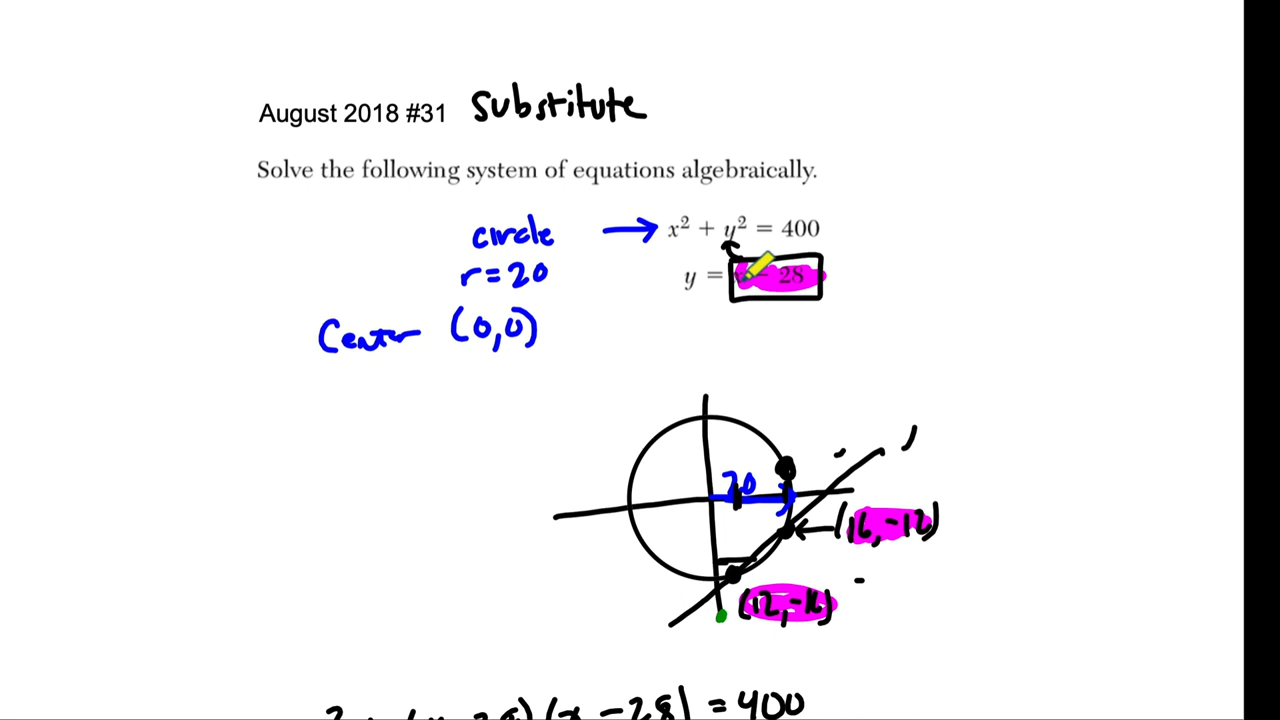 August 2018 #31 Substitute
Solve the following system of equations algebraically.
circle → x² + y² = 400
r = 20 y = - 28
Center (0,0)
20
(16, -12)
(12, -16)
(x - 28) = 400